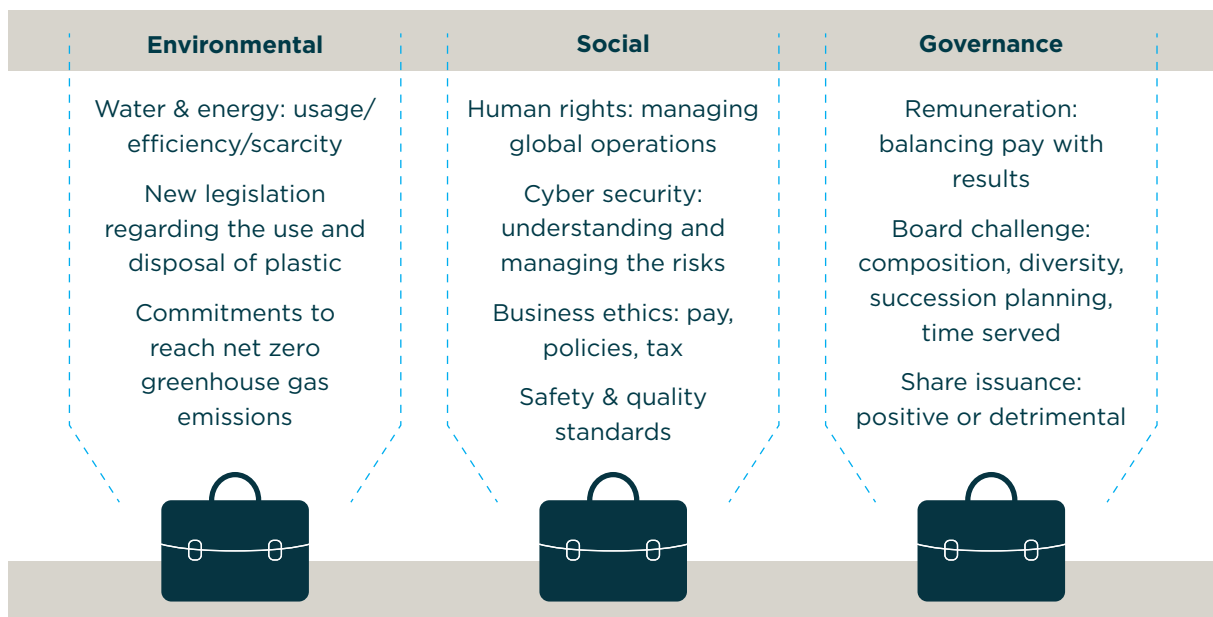 Environmental
Water & energy: usage/
efficiency/scarcity
New legislation
regarding the use and
disposal of plastic
Commitments to
reach net zero
greenhouse gas
emissions
Social
Human rights: managing
global operations
Cyber security:
understanding and
managing the risks
Business ethics: pay,
policies, tax
Safety & quality
standards
Governance
Remuneration:
balancing pay with
results
Board challenge:
composition, diversity,
succession planning,
time served
Share issuance:
positive or detrimental